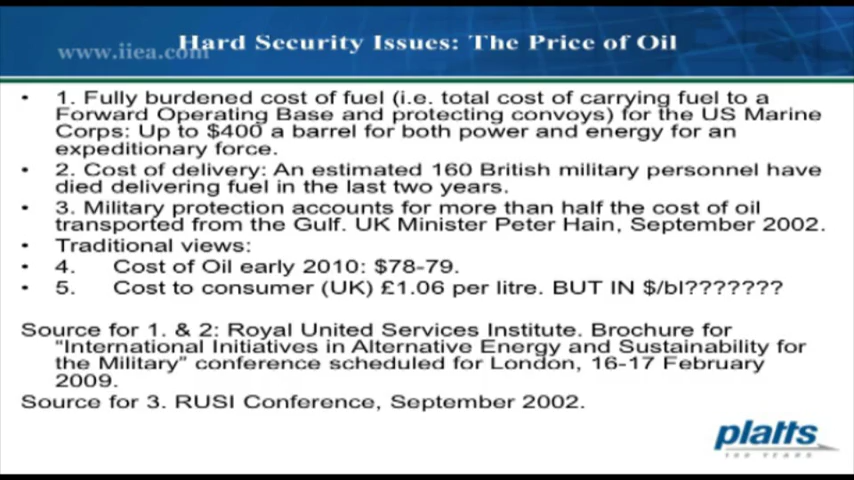 Hard Security Issues: The Price of Oil
www.iiea.com
• 1. Fully burdened cost of fuel (i.e. total cost of carrying fuel to a
Forward Operating Base and protecting convoys) for the US Marine
Corps: Up to $400 a barrel for both power and energy for an
expeditionary force.
• 2. Cost of delivery: An estimated 160 British military personnel have
died delivering fuel in the last two years.
• 3. Military protection accounts for more than half the cost of oil
transported from the Gulf. UK Minister Peter Hain, September 2002.
• Traditional views:
• 4. Cost of Oil early 2010: $78-79.
• 5. Cost to consumer (UK) £1.06 per litre. BUT IN $/bl???????
Source for 1. & 2: Royal United Services Institute. Brochure for
"International Initiatives in Alternative Energy and Sustainability for
the Military" conference scheduled for London, 16-17 February
2009.
Source for 3. RUSI Conference, September 2002.
platts
100 YEARS